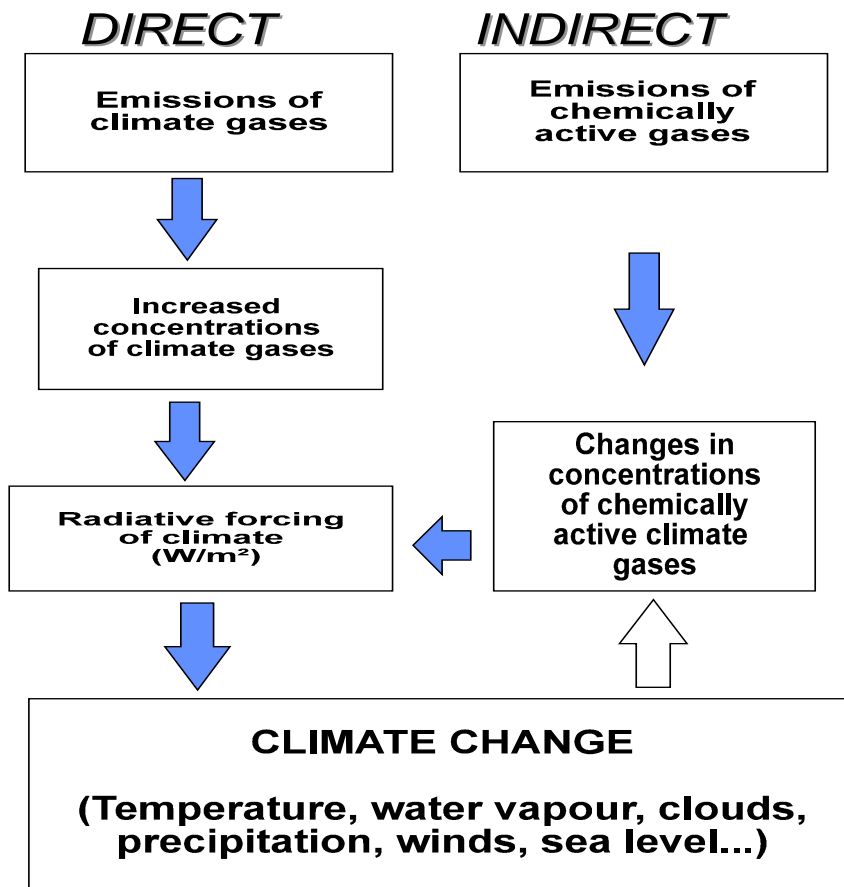 DIRECT
Emissions of
climate gases
Increased
concentrations
of climate gases
Radiative forcing
of climate
(W/m²)
INDIRECT
Emissions of
chemically
active gases
Changes in
concentrations
of chemically
active climate
gases
CLIMATE CHANGE
(Temperature, water vapour, clouds,
precipitation, winds, sea level...)